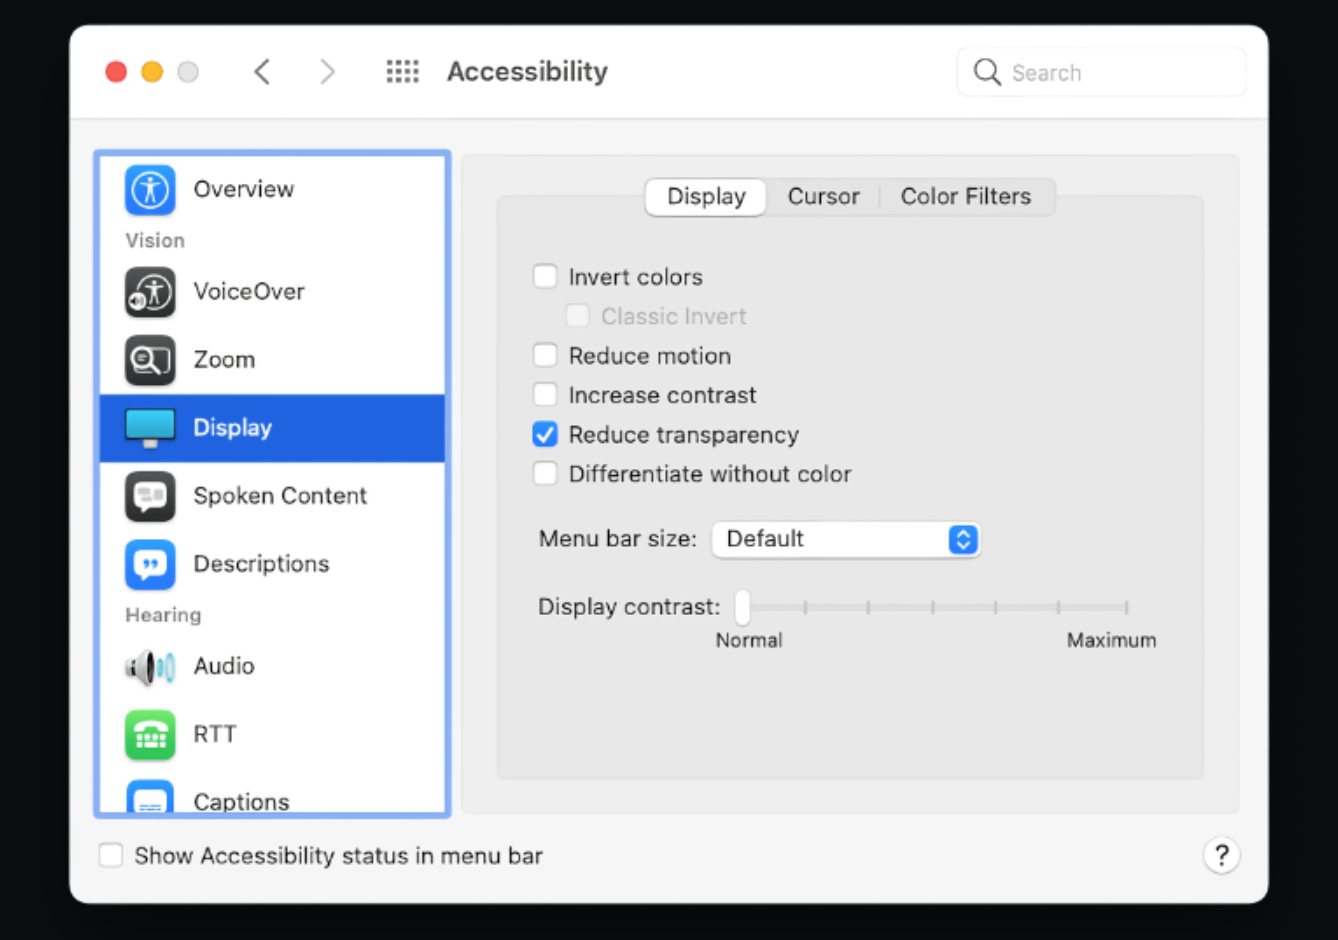 Accessibility
Search
Overview
Vision
VoiceOver
Zoom
Display
Spoken Content
Descriptions
Hearing
Audio
RTT
Captions
Display Cursor Color Filters
Invert colors
Classic Invert
Reduce motion
Increase contrast
Reduce transparency
Differentiate without color
Menu bar size: Default
Display contrast:
Normal Maximum
Show Accessibility status in menu bar
?